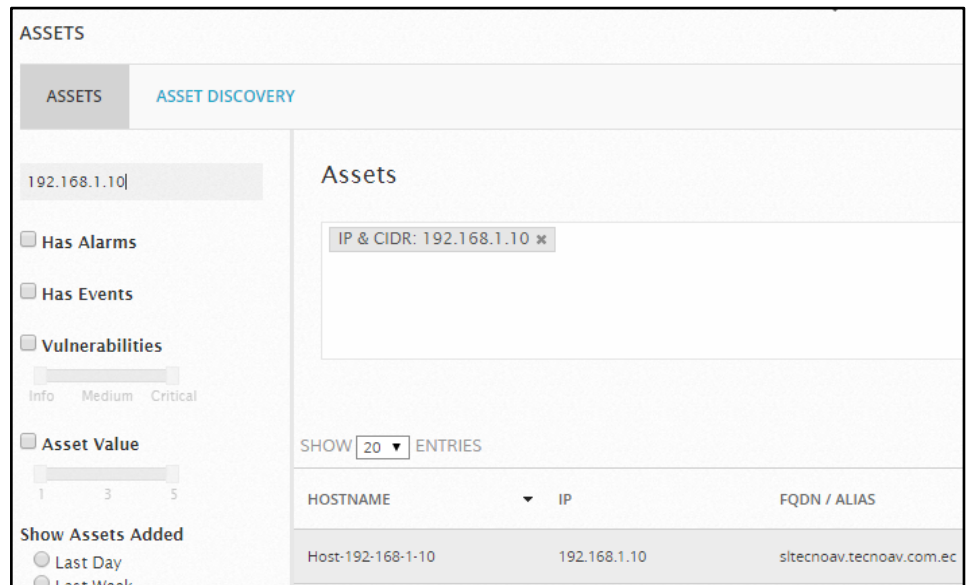 ASSETS
ASSETS
ASSET DISCOVERY
192.168.1.10
Has Alarms
Has Events
Vulnerabilities
Info Medium Critical
Asset Value
1 3 5
Show Assets Added
Last Day
Last Week
Assets
IP & CIDR: 192.168.1.10 ✖
SHOW 20 ▼ ENTRIES
HOSTNAME IP FQDN / ALIAS
Host-192-168-1-10 192.168.1.10 sltecnoav.tecnoav.com.ec